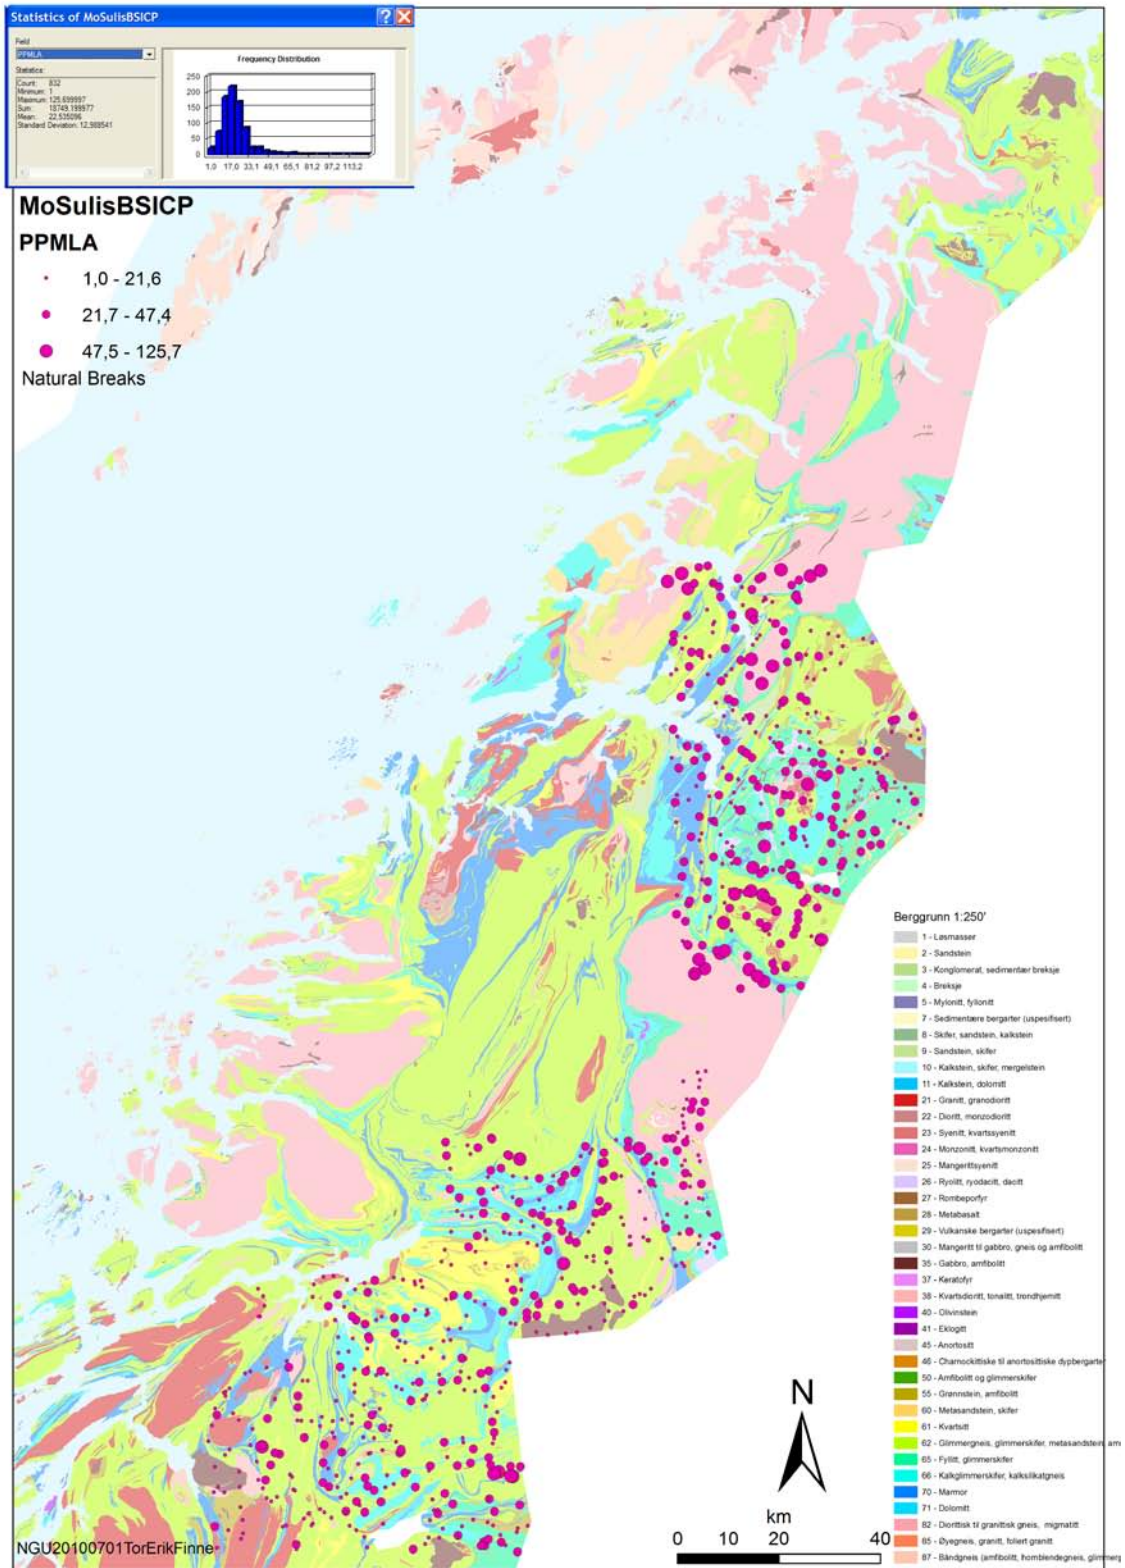 Statistics of MoSulisBSICP
Field
PPMLA
Statistics:
Count: 832
Minimum: 1
Maximum: 125,699997
Sum: 18749,199977
Mean: 22,535096
Standard Deviation: 12,989541
Frequency Distribution
250
200
150
100
50
0
1,0 17,0 33,1 49,1 65,1 81,2 97,2 113,2
MoSulisBSICP
PPMLA
1,0 - 21,6
21,7 - 47,4
47,5 - 125,7
Natural Breaks
Berggrunn 1:250'
1 - Løsmasser
2 - Sandstein
3 - Konglomerat, sedimentær breksje
4 - Breksje
5 - Mylonitt, fyllonitt
7 - Sedimentære bergarter (uspesifisert)
8 - Skifer, sandstein, kalkstein
9 - Sandstein, skifer
10 - Kalkstein, skifer, mergelstein
11 - Kalkstein, dolomitt
21 - Granitt, granodioritt
22 - Dioritt, monzodioritt
23 - Syenitt, kvartssyenitt
24 - Monzonitt, kvartsmonzonitt
25 - Mangerittsyenitt
26 - Ryolitt, ryodacitt, dacitt
27 - Rombeporfyr
28 - Metabasalt
29 - Vulkanske bergarter (uspesifisert)
30 - Mangeritt til gabbro, gneis og amfibolitt
35 - Gabbro, amfibolitt
37 - Keratofyr
38 - Kvartsdioritt, tonalitt, trondhjemitt
40 - Olivinstein
41 - Eklogitt
45 - Anortositt
46 - Charnockittiske til anortosittiske dypbergarter
50 - Amfibolitt og glimmerskifer
55 - Grønnstein, amfibolitt
60 - Metasandstein, skifer
61 - Kvartsitt
62 - Glimmergneis, glimmerskifer, metasandstein, am
65 - Fyllitt, glimmerskifer
66 - Kalkglimmerskifer, kalksilikatgneis
70 - Marmor
71 - Dolomitt
82 - Diorittisk til granittisk gneis, migmatitt
85 - Øyegneis, granitt, foliert granitt
87 - Båndgneis (amfibolitt, hornblendegneis, glimmerg
N
km
0 10 20 40
NGU20100701TorErikFinne